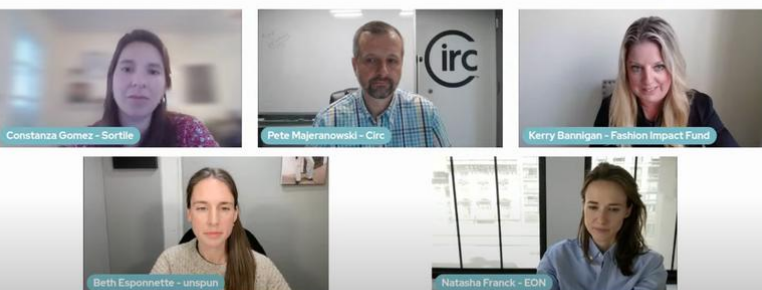 Circ
Constanza Gomez - Sortile
Pete Majeranowski - Circ
Kerry Bannigan - Fashion Impact Fund
Beth Esponnette - unspun
Natasha Franck - EON